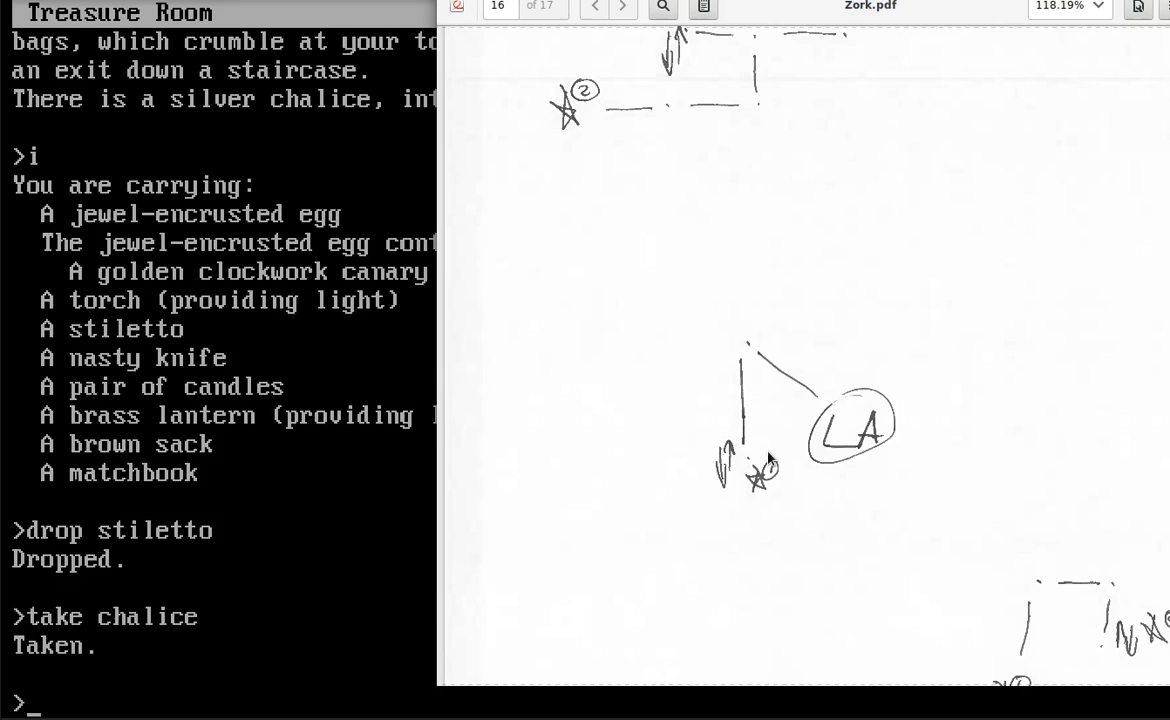 Treasure Room
bags, which crumble at your to
an exit down a staircase.
There is a silver chalice, int
>i
You are carrying:
A jewel-encrusted egg
The jewel-encrusted egg cont
A golden clockwork canary
A torch (providing light)
A stiletto
A nasty knife
A pair of candles
A brass lantern (providing l
A brown sack
A matchbook
>drop stiletto
Dropped.
>take chalice
Taken.
>_
16 of 17
Zork.pdf
118.19%
2
LA
1